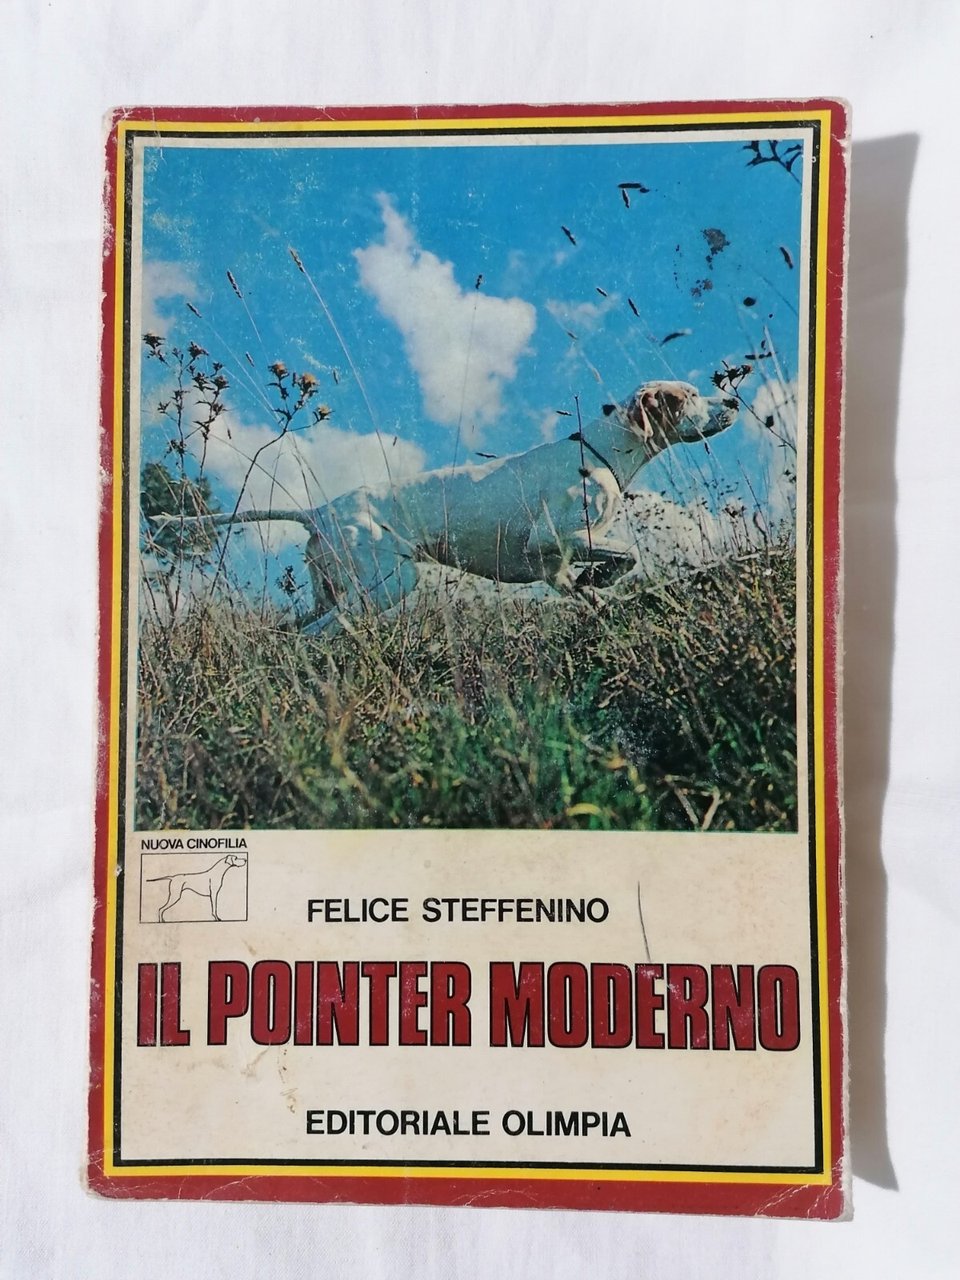 NUOVA CINOFILIA
FELICE STEFFENINO
IL POINTER MODERNO
EDITORIALE OLIMPIA